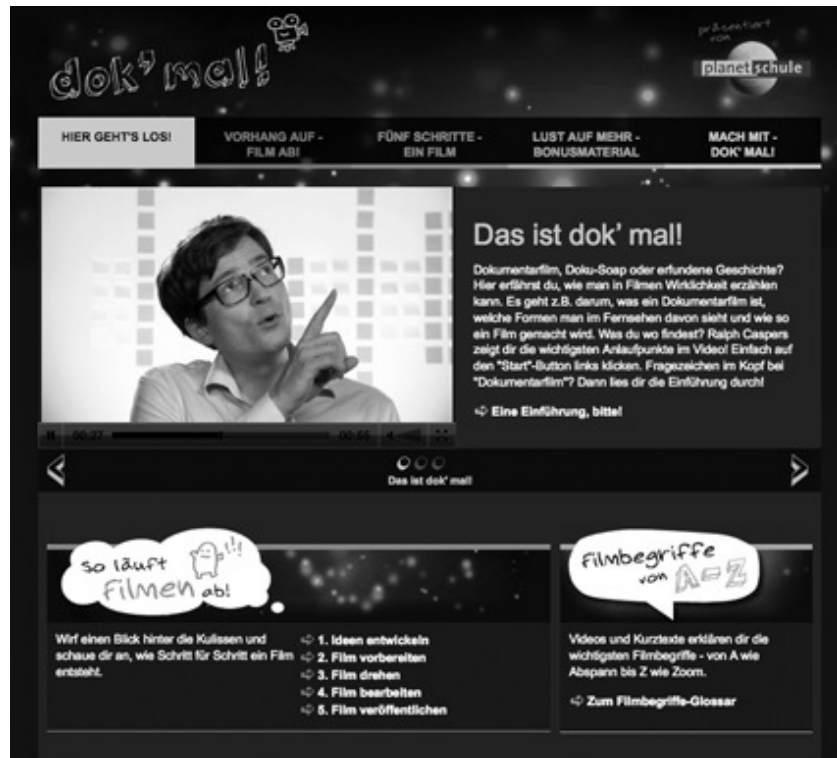 dok' mal!
präsentiert
von
planet schule
HIER GEHT'S LOS!
VORHANG AUF -
FILM AB!
FÜNF SCHRITTE -
EIN FILM
LUST AUF MEHR -
BONUSMATERIAL
MACH MIT -
DOK' MAL!
Das ist dok' mal!
Dokumentarfilm, Doku-Soap oder erfundene Geschichte?
Hier erfährst du, wie man in Filmen Wirklichkeit erzählen
kann. Es geht z.B. darum, was ein Dokumentarfilm ist,
welche Formen man im Fernsehen davon sieht und wie so
ein Film gemacht wird. Was du wo findest? Ralph Caspers
zeigt dir die wichtigsten Anlaufpunkte im Video! Einfach auf
den "Start"-Button links klicken. Fragezeichen im Kopf bei
"Dokumentarfilm"? Dann lies dir die Einführung durch!
Eine Einführung, bitte!
00:27
00:55
Das ist dok' mal!
So läuft
Filmen ab!
Wirf einen Blick hinter die Kulissen und
schaue dir an, wie Schritt für Schritt ein Film
entsteht.
1. Ideen entwickeln
2. Film vorbereiten
3. Film drehen
4. Film bearbeiten
5. Film veröffentlichen
Filmbegriffe
von A-Z
Videos und Kurztexte erklären dir die
wichtigsten Filmbegriffe - von A wie
Abspann bis Z wie Zoom.
Zum Filmbegriffe-Glossar